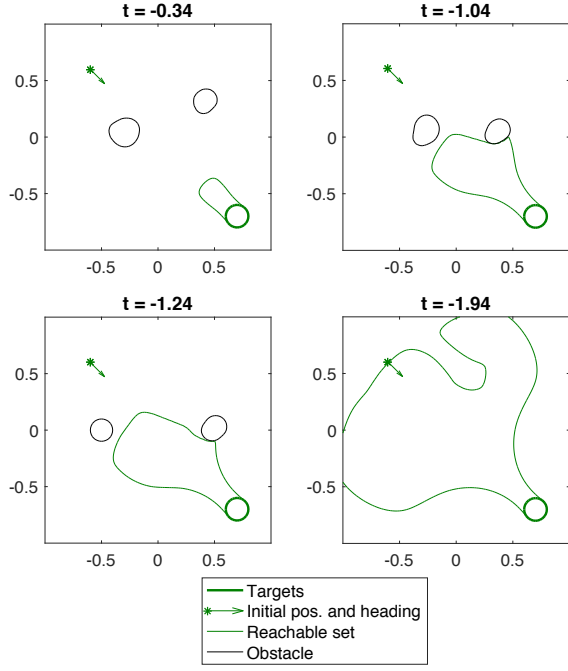 t = -0.34
t = -1.04
0.5
0
-0.5
-0.5 0 0.5
0.5
0
-0.5
-0.5 0 0.5
t = -1.24
t = -1.94
0.5
0
-0.5
-0.5 0 0.5
0.5
0
-0.5
-0.5 0 0.5
Targets
Initial pos. and heading
Reachable set
Obstacle